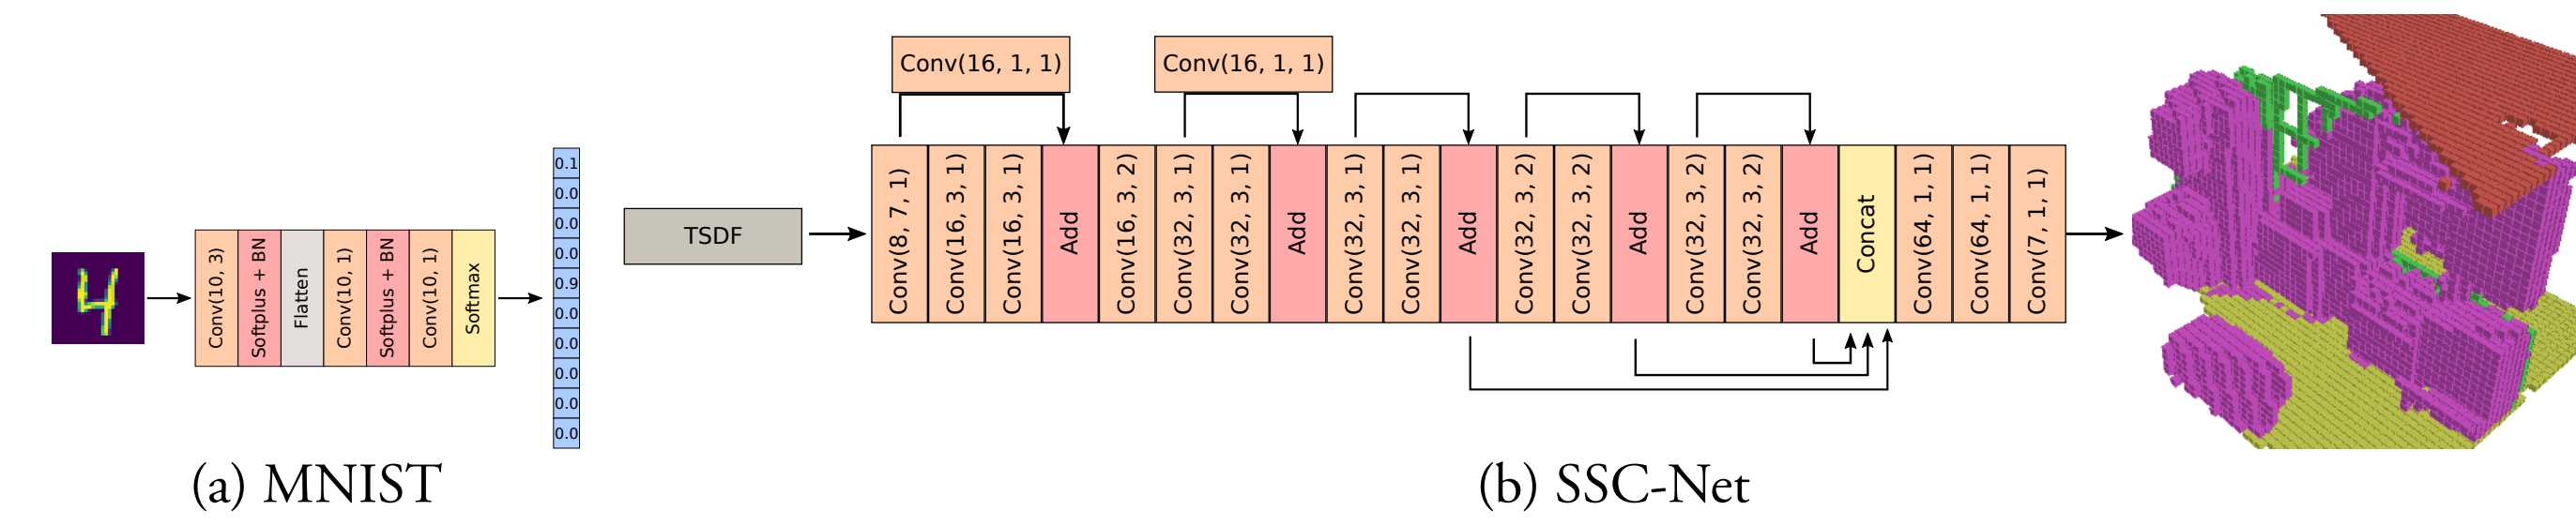 Conv(10, 3)
Softplus + BN
Flatten
Conv(10, 1)
Softplus + BN
Conv(10, 1)
Softmax
0.1
0.0
0.0
0.0
0.9
0.0
0.0
0.0
0.0
0.0
(a) MNIST
TSDF
Conv(16, 1, 1)
Conv(16, 1, 1)
Conv(8, 7, 1)
Conv(16, 3, 1)
Conv(16, 3, 1)
Add
Conv(16, 3, 2)
Conv(32, 3, 1)
Conv(32, 3, 1)
Add
Conv(32, 3, 1)
Conv(32, 3, 1)
Add
Conv(32, 3, 2)
Conv(32, 3, 2)
Add
Conv(32, 3, 2)
Conv(32, 3, 2)
Add
Concat
Conv(64, 1, 1)
Conv(64, 1, 1)
Conv(7, 1, 1)
(b) SSC-Net